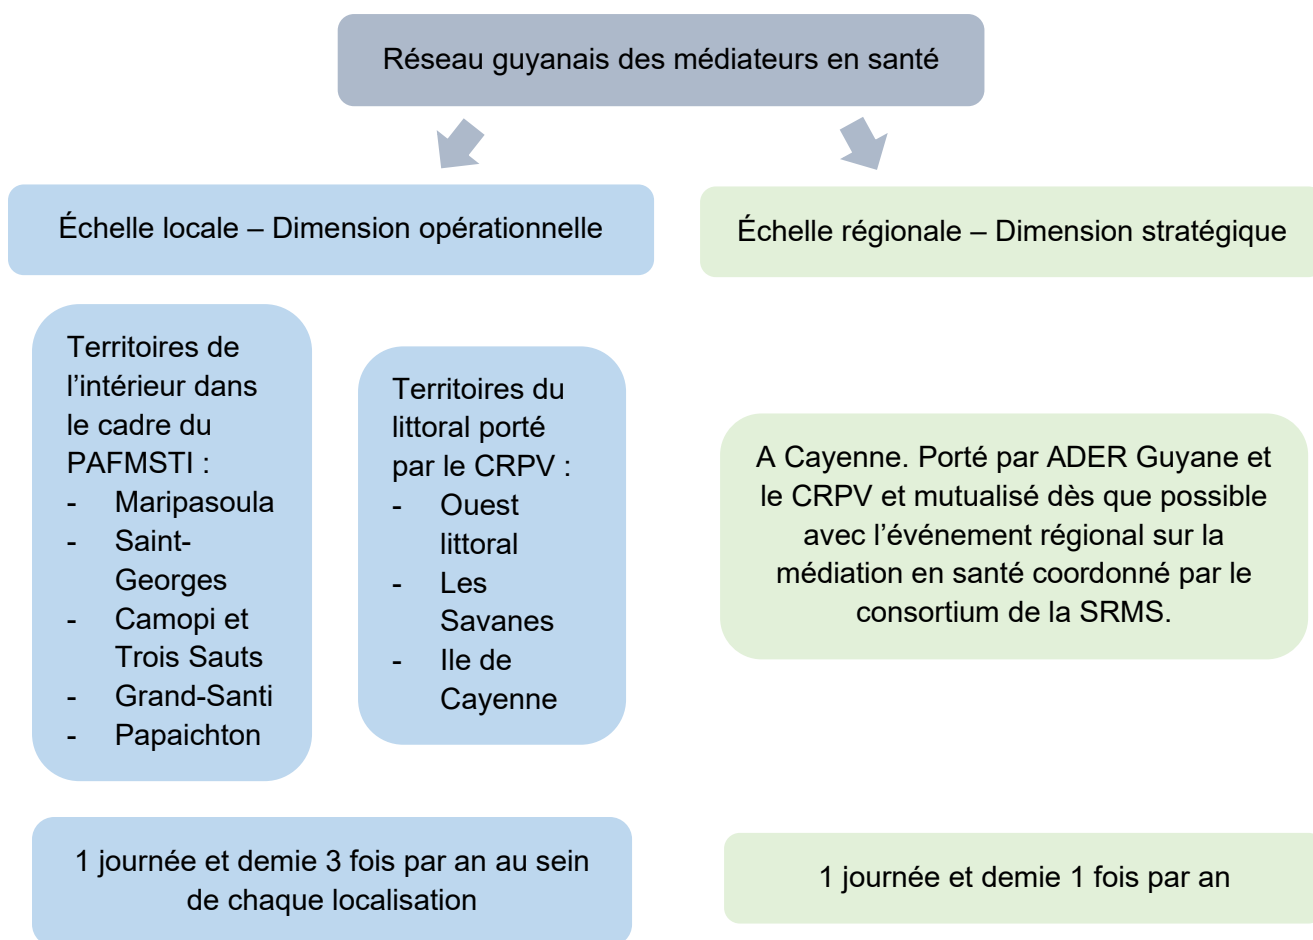 Réseau guyanais des médiateurs en santé
Échelle locale – Dimension opérationnelle
Échelle régionale – Dimension stratégique
Territoires de
l’intérieur dans
le cadre du
PAFMSTI :
- Maripasoula
- Saint-
Georges
- Camopi et
Trois Sauts
- Grand-Santi
- Papaichton
Territoires du
littoral porté
par le CRPV :
- Ouest
littoral
- Les
Savanes
- Ile de
Cayenne
A Cayenne. Porté par ADER Guyane et
le CRPV et mutualisé dès que possible
avec l’événement régional sur la
médiation en santé coordonné par le
consortium de la SRMS.
1 journée et demie 3 fois par an au sein
de chaque localisation
1 journée et demie 1 fois par an